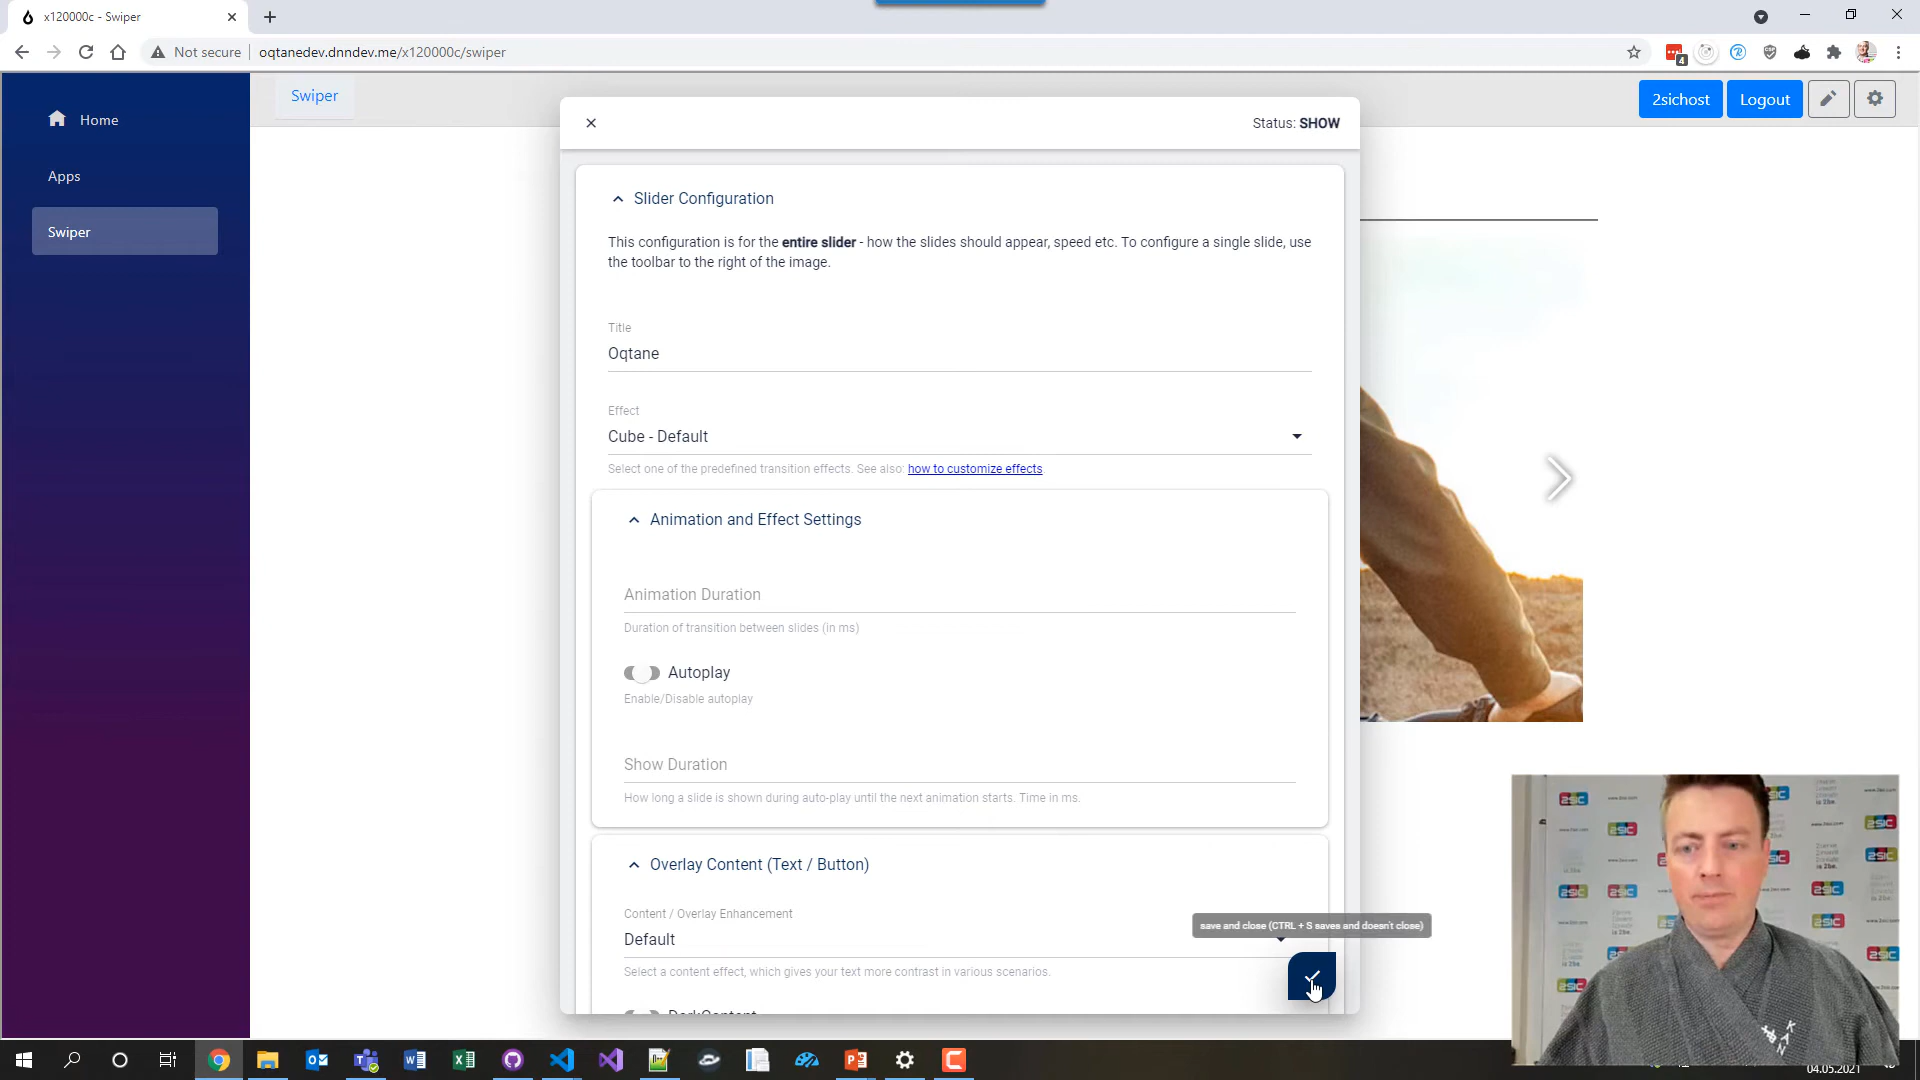 x120000c - Swiper
Not secure
oqtanedev.dnndev.me/x120000c/swiper
4
Home
Apps
Swiper
Swiper
2sichost
Logout
Status: SHOW
Slider Configuration
This configuration is for the entire slider - how the slides should appear, speed etc. To configure a single slide, use
the toolbar to the right of the image.
Title
Oqtane
Effect
Cube - Default
Select one of the predefined transition effects. See also: how to customize effects
Animation and Effect Settings
Animation Duration
Duration of transition between slides (in ms)
Autoplay
Enable/Disable autoplay
Show Duration
How long a slide is shown during auto-play until the next animation starts. Time in ms.
Overlay Content (Text / Button)
Content / Overlay Enhancement
Default
save and close (CTRL + S saves and doesn't close)
Select a content effect, which gives your text more contrast in various scenarios.
2SIC
04.05.2021